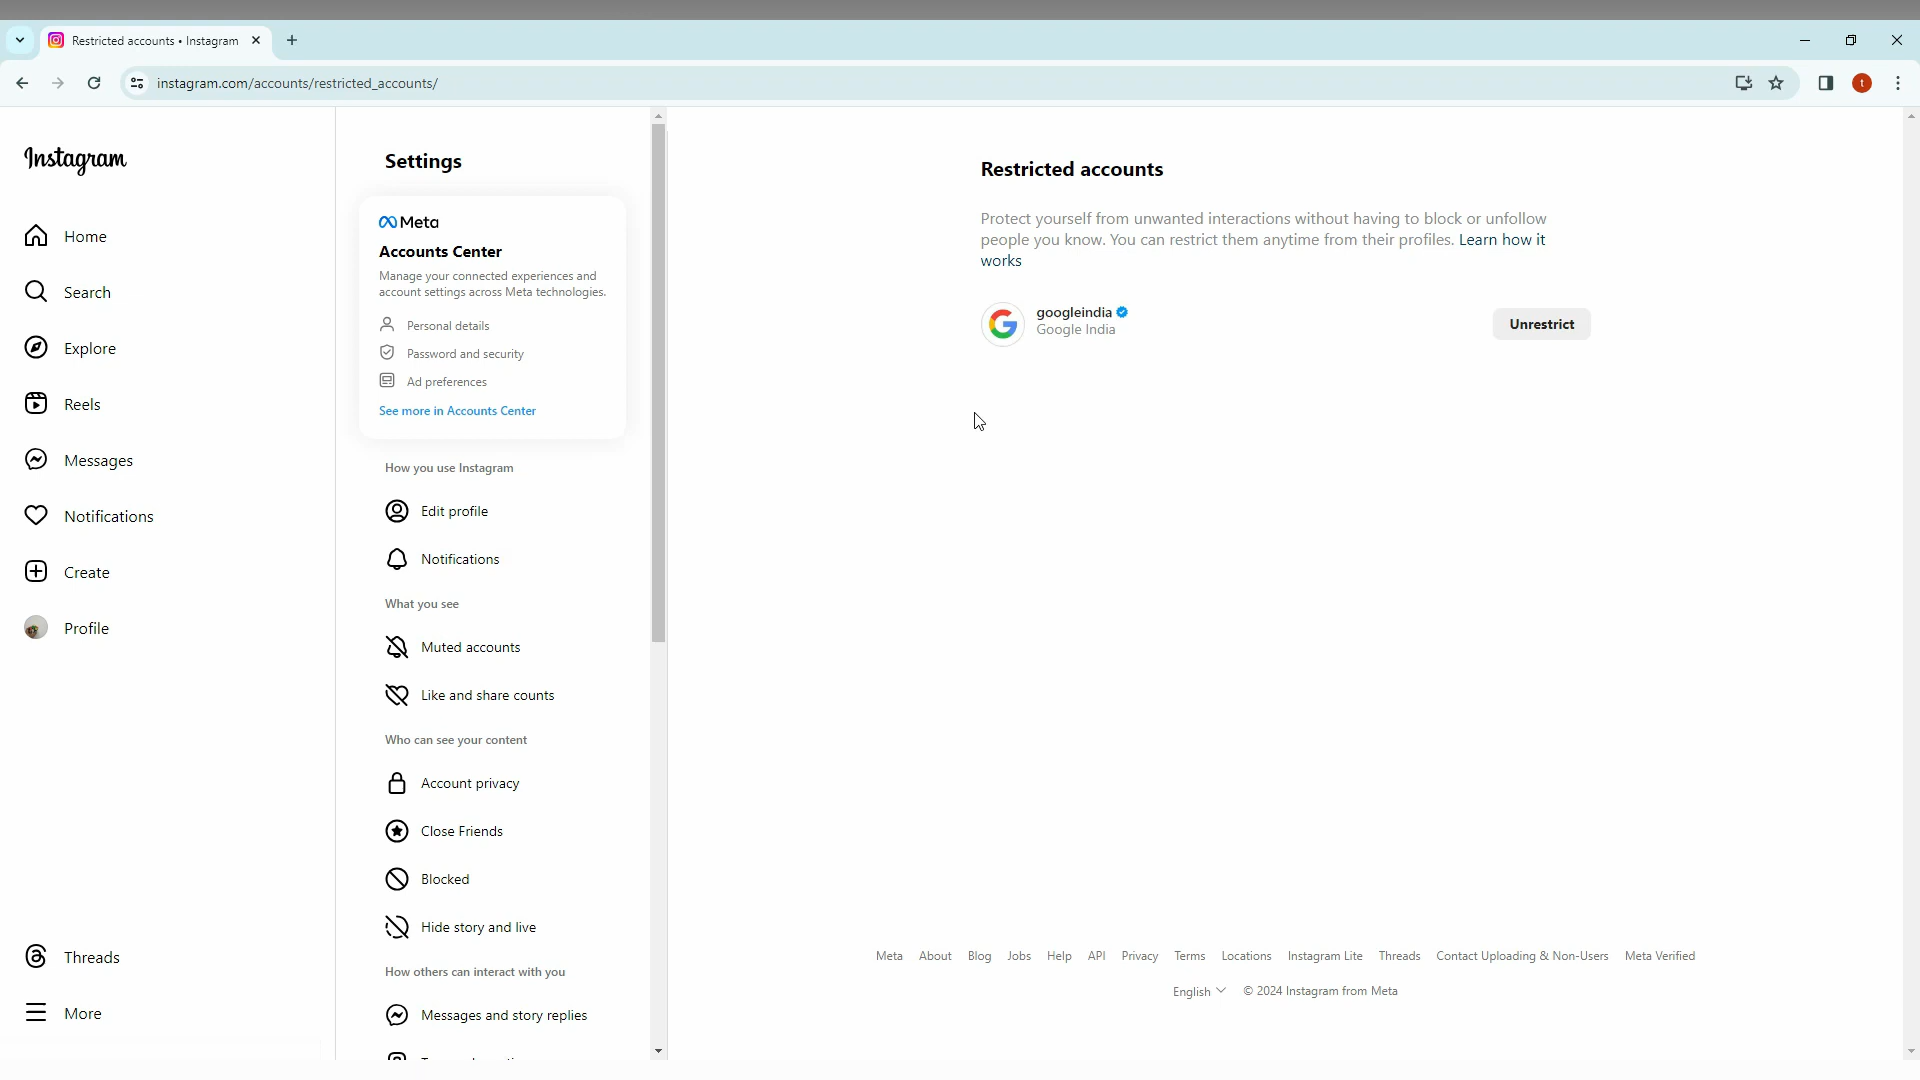 Restricted accounts • Instagram
instagram.com/accounts/restricted_accounts/
t
Instagram
Home
Search
Explore
Reels
Messages
Notifications
Create
Profile
Threads
More
Settings
Meta
Accounts Center
Manage your connected experiences and
account settings across Meta technologies.
Personal details
Password and security
Ad preferences
See more in Accounts Center
How you use Instagram
Edit profile
Notifications
What you see
Muted accounts
Like and share counts
Who can see your content
Account privacy
Close Friends
Blocked
Hide story and live
How others can interact with you
Messages and story replies
Restricted accounts
Protect yourself from unwanted interactions without having to block or unfollow
people you know. You can restrict them anytime from their profiles. Learn how it
works
googleindia
Google India
Unrestrict
Meta About Blog Jobs Help API Privacy Terms Locations Instagram Lite Threads Contact Uploading & Non-Users Meta Verified
English © 2024 Instagram from Meta